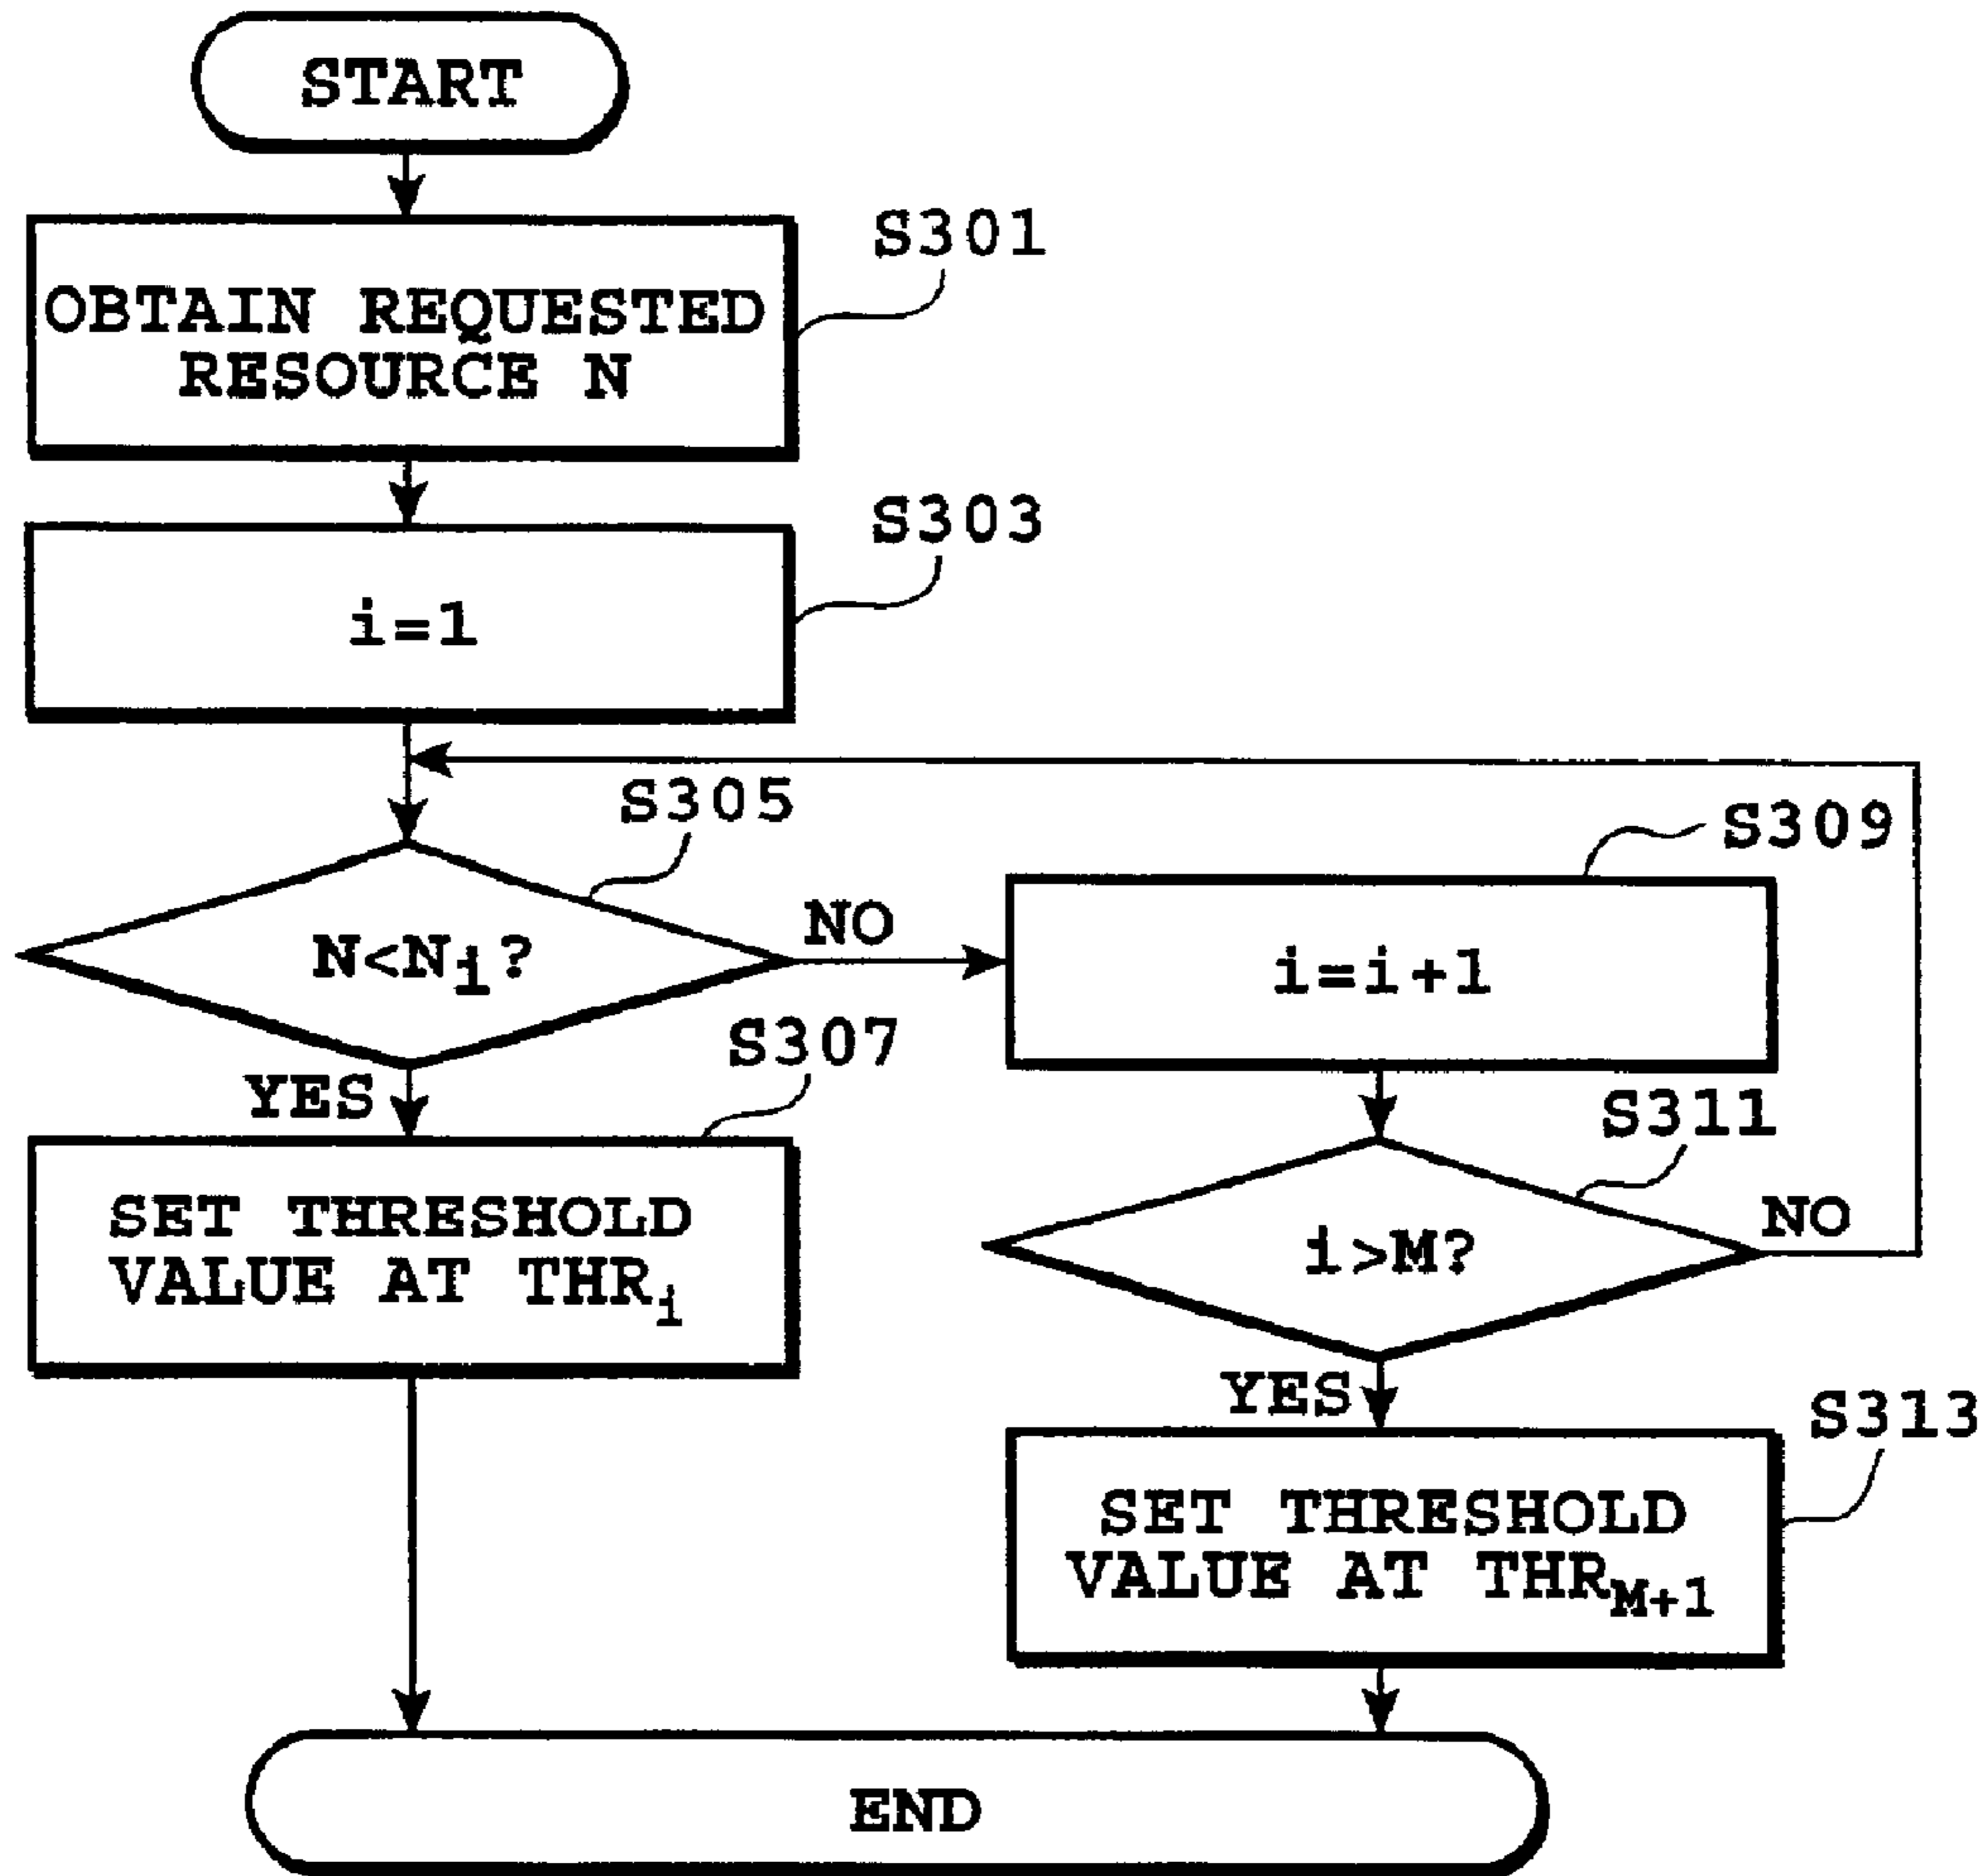 START
S301
OBTAIN REQUESTED
RESOURCE N
S303
i=1
S305
N<Nᵢ?
NO
S309
i=i+1
YES
S307
SET THRESHOLD
VALUE AT THRᵢ
S311
i>M?
NO
YES
S313
SET THRESHOLD
VALUE AT THR_M+1
END